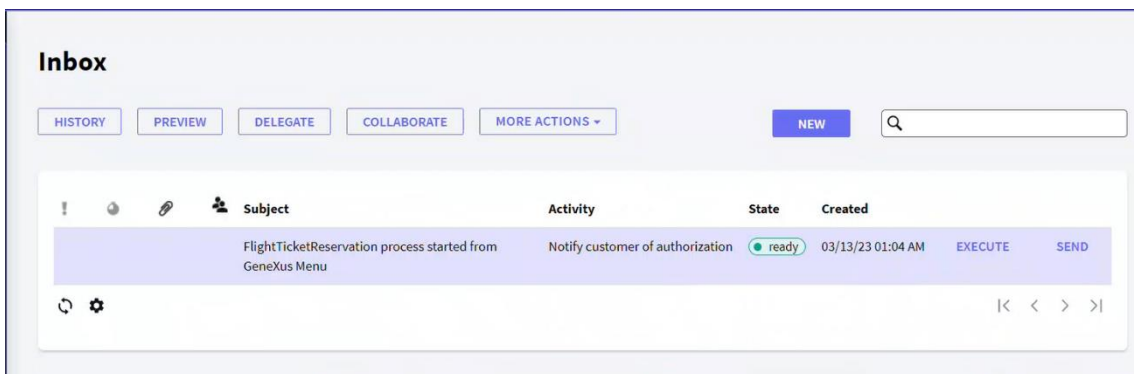 Inbox
HISTORY PREVIEW DELEGATE COLLABORATE MORE ACTIONS NEW
Subject Activity State Created
FlightTicketReservation process started from Notify customer of authorization ready 03/13/23 01:04 AM EXECUTE SEND
GeneXus Menu